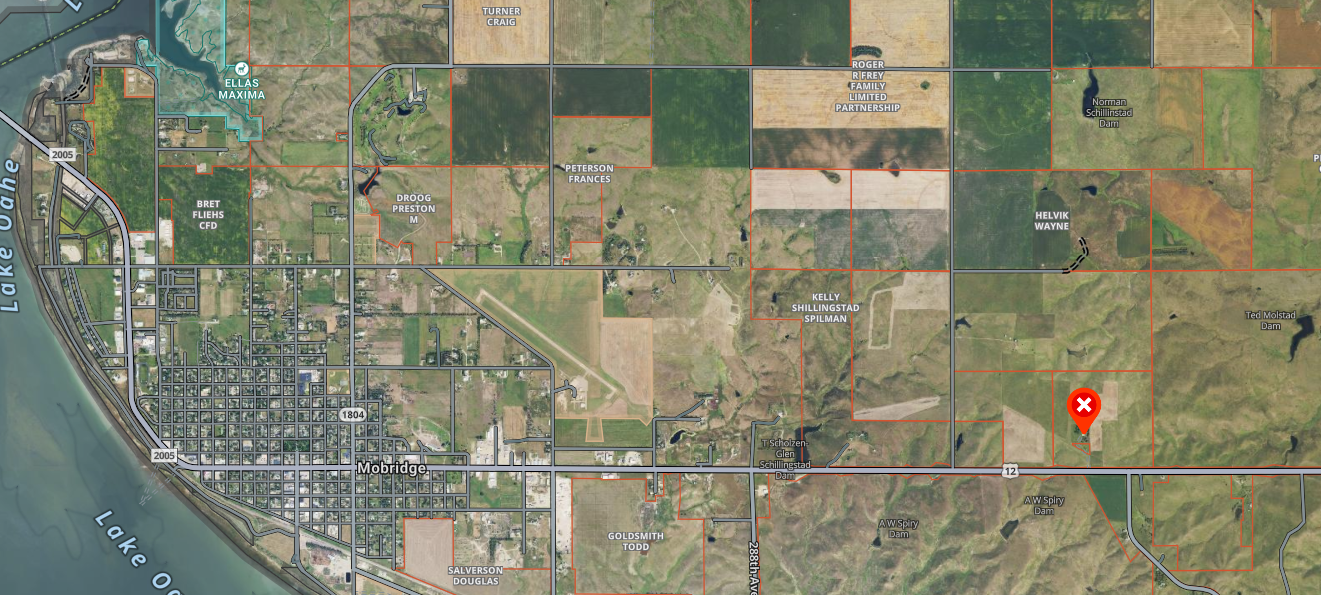 TURNER
CRAIG
ELLAS
MAXIMA
ROGER
R FREY
FAMILY
LIMITED
PARTNERSHIP
Norman
Schillinstad
Dam
2005
PETERSON
FRANCES
DROOG
PRESTON
M
BRET
FLIEHS
CFD
HELVIK
WAYNE
Lake Oahe
KELLY
SHILLINGSTAD
SPILMAN
Ted Molstad
Dam
1804
2005
Mobridge
T Scholzen-
Glen
Schillingstad
Dam
12
A W Spiry
Dam
A W Spiry
Dam
Lake Oa
GOLDSMITH
TODD
288th Ave
SALVERSON
DOUGLAS